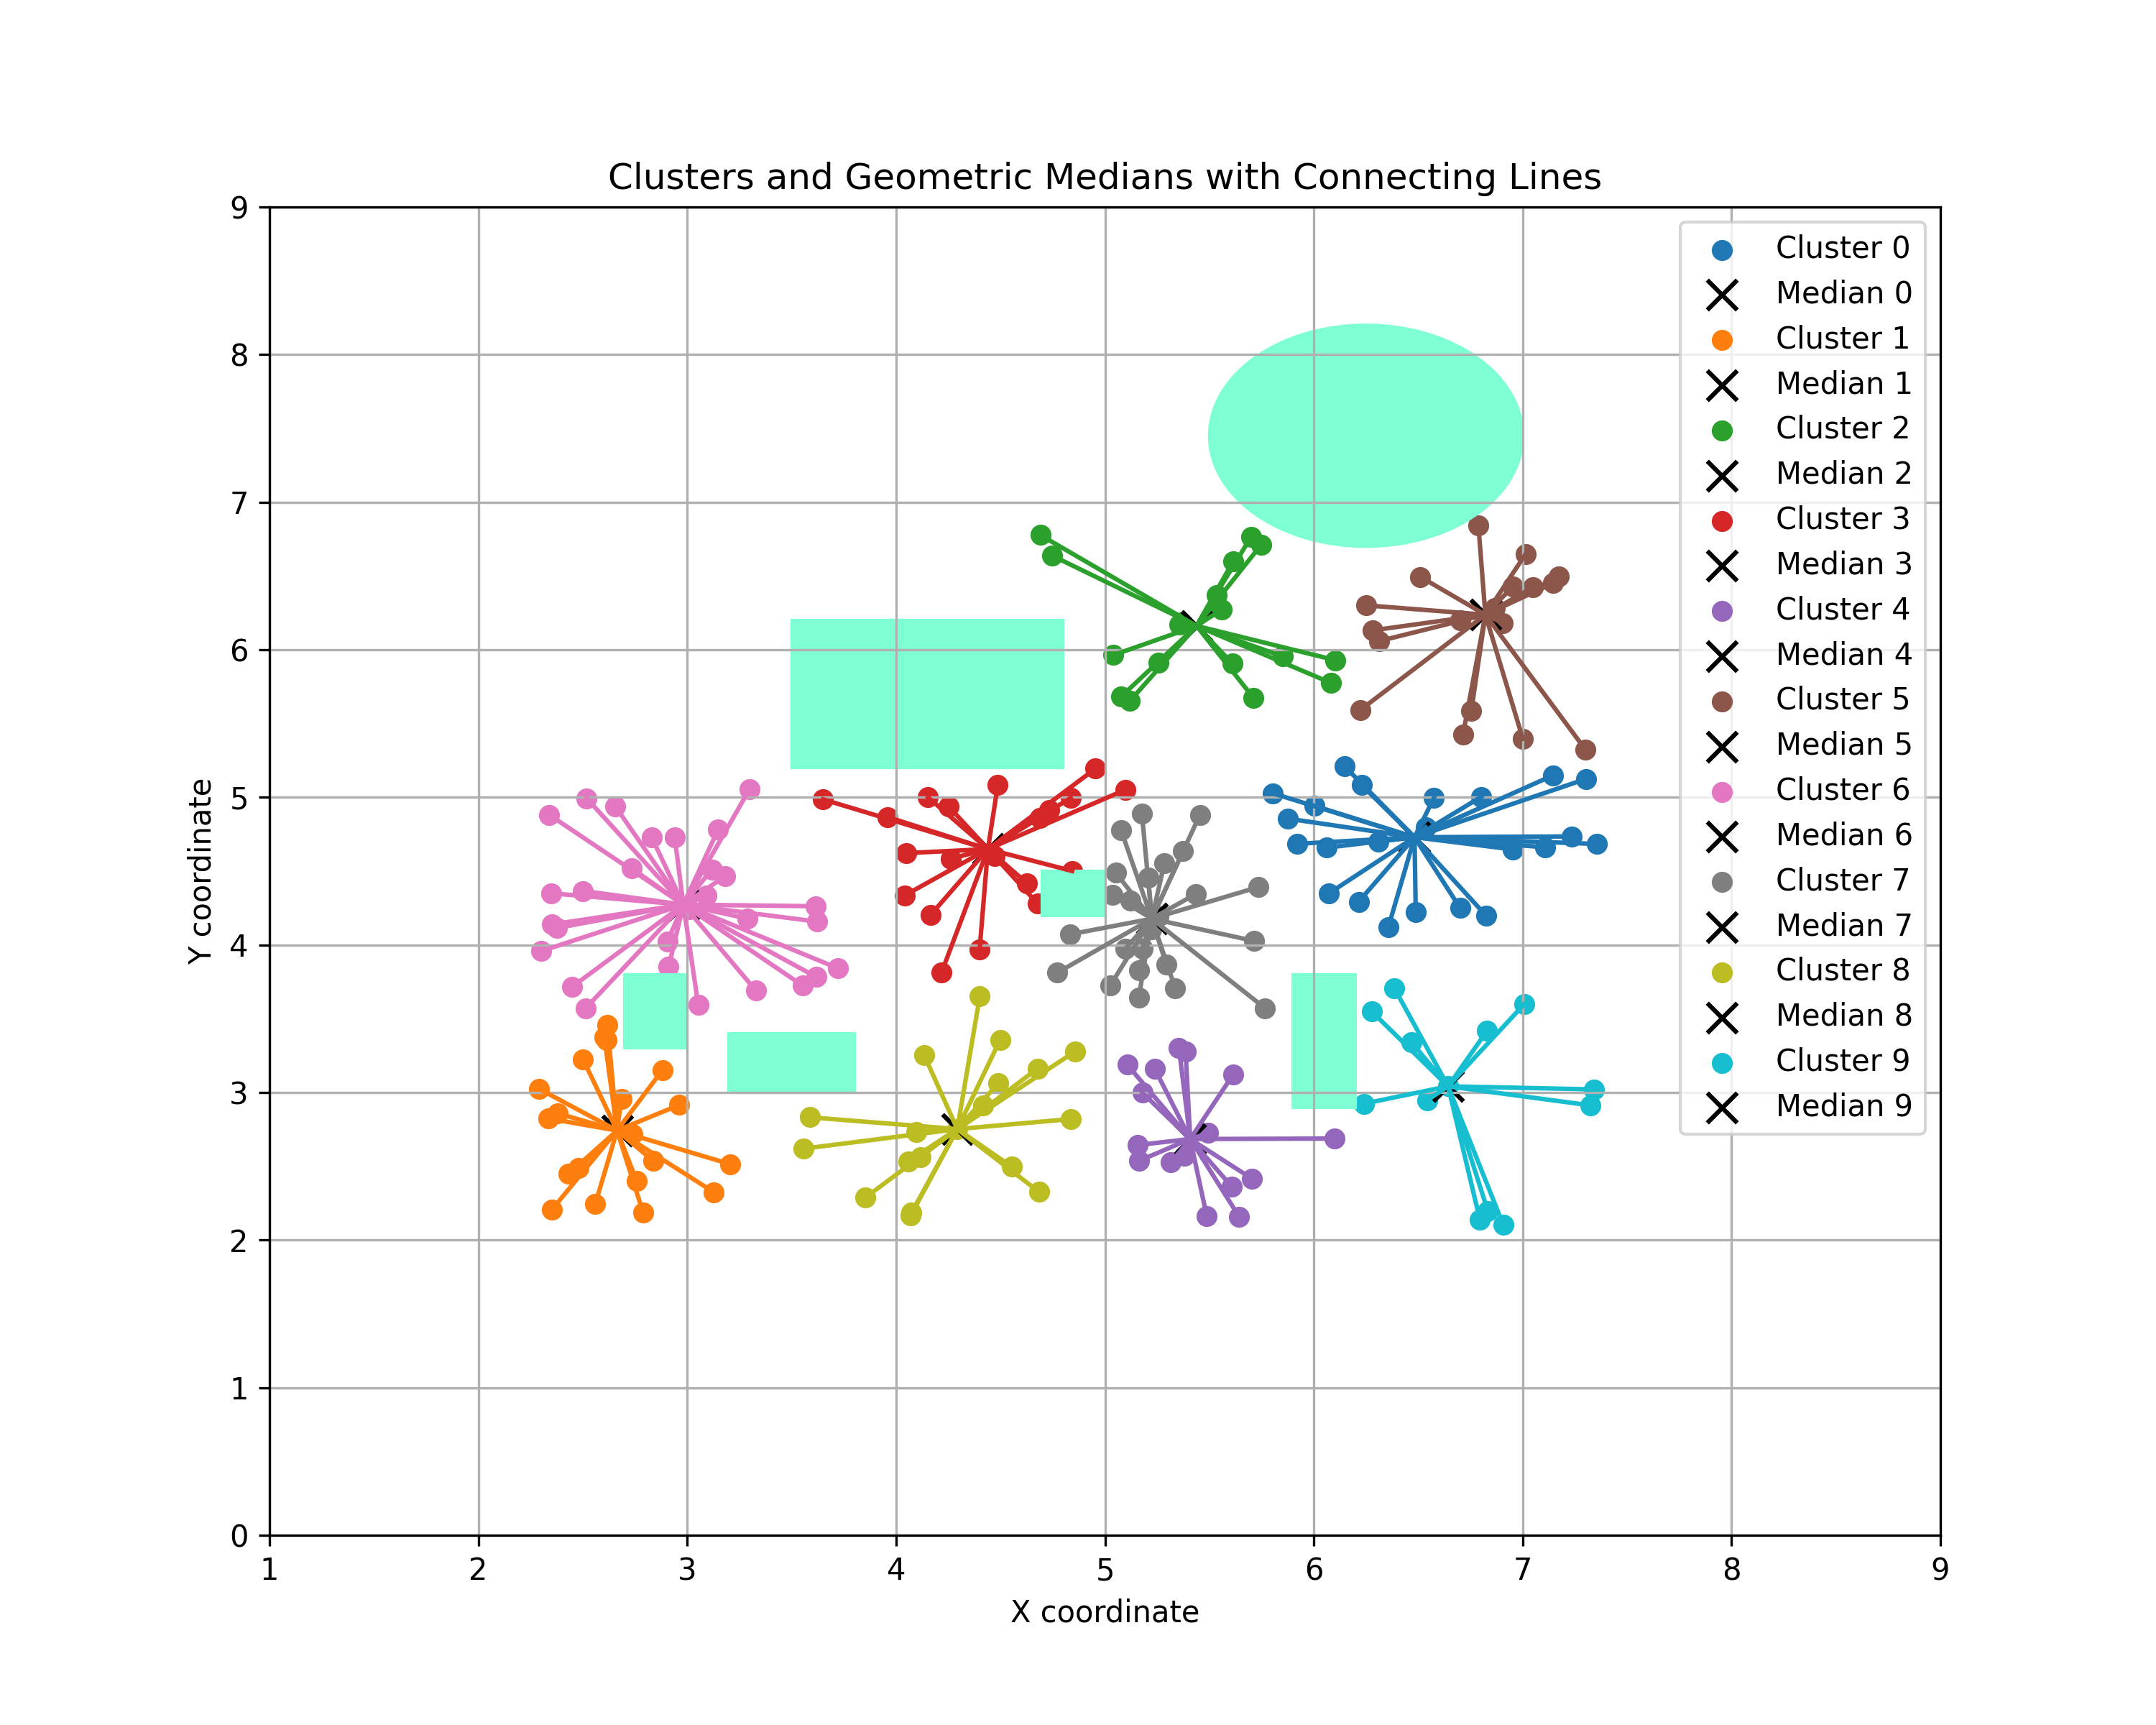 Clusters and Geometric Medians with Connecting Lines
9
8
7
6
5
4
3
2
1
0
Y coordinate
1 2 3 4 5 6 7 8 9
X coordinate
Cluster 0
Median 0
Cluster 1
Median 1
Cluster 2
Median 2
Cluster 3
Median 3
Cluster 4
Median 4
Cluster 5
Median 5
Cluster 6
Median 6
Cluster 7
Median 7
Cluster 8
Median 8
Cluster 9
Median 9